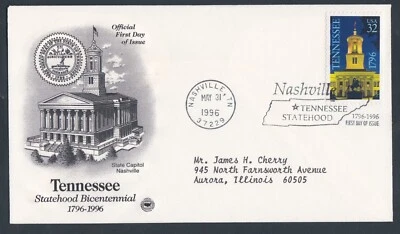 Official
First Day
of Issue
State Capitol
Nashville
Tennessee
Statehood Bicentennial
1796-1996
NASHVILLE, TN
MAY 31
1996
37229
TENNESSEE
USA
32
1796
Nashville
★ TENNESSEE
STATEHOOD
1796-1996
FIRST DAY OF ISSUE
Mr. James H. Cherry
945 North Farnsworth Avenue
Aurora, Illinois 60505